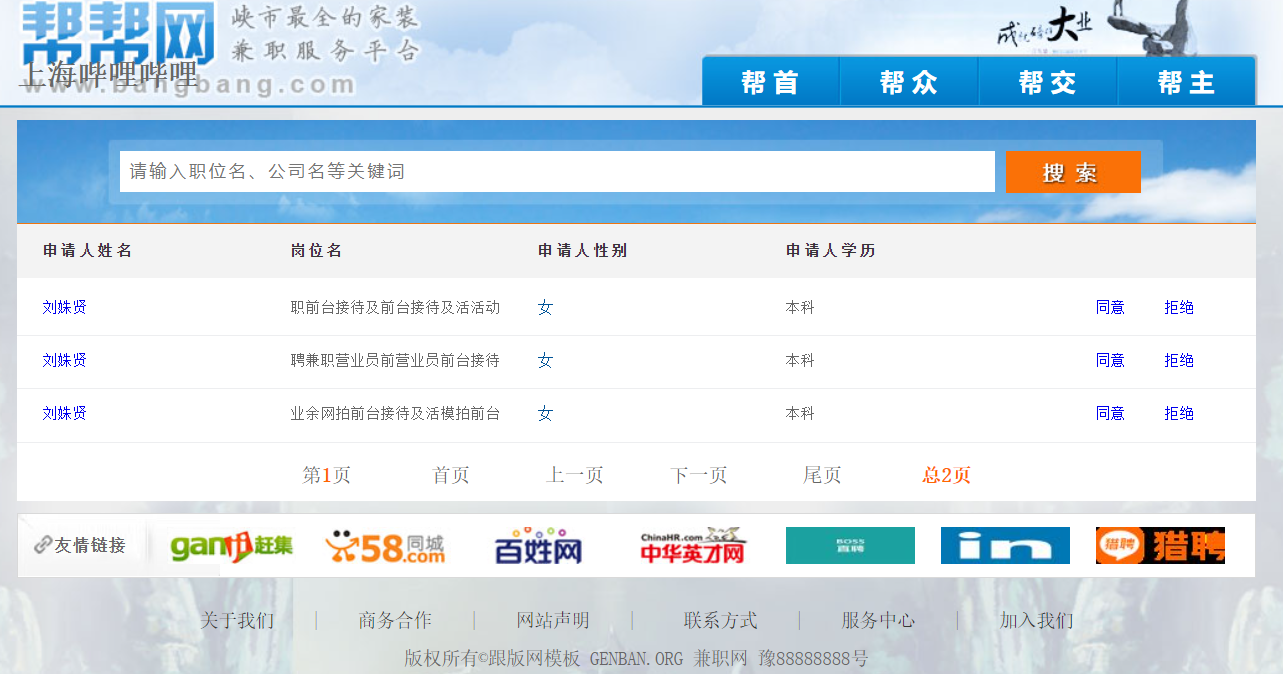 帮帮网
峡市最全的家装
兼职服务平台
上海哔哩哔哩
www.bangbang.com
大业
帮首 帮众 帮交 帮主
请输入职位名、公司名等关键词 搜索
申请人姓名 岗位名 申请人性别 申请人学历
刘姝贤 职前台接待及前台接待及活活动 女 本科 同意 拒绝
刘姝贤 聘兼职营业员前营业员前台接待 女 本科 同意 拒绝
刘姝贤 业余网拍前台接待及活模拍前台 女 本科 同意 拒绝
第1页 首页 上一页 下一页 尾页 总2页
友情链接 ganji赶集 58同城.com 百姓网 ChinaHR.com 中华英才网 BOSS直聘 in 猎聘 猎聘
关于我们 | 商务合作 | 网站声明 | 联系方式 | 服务中心 | 加入我们
版权所有©跟版网模板 GENBAN.ORG 兼职网 豫88888888号